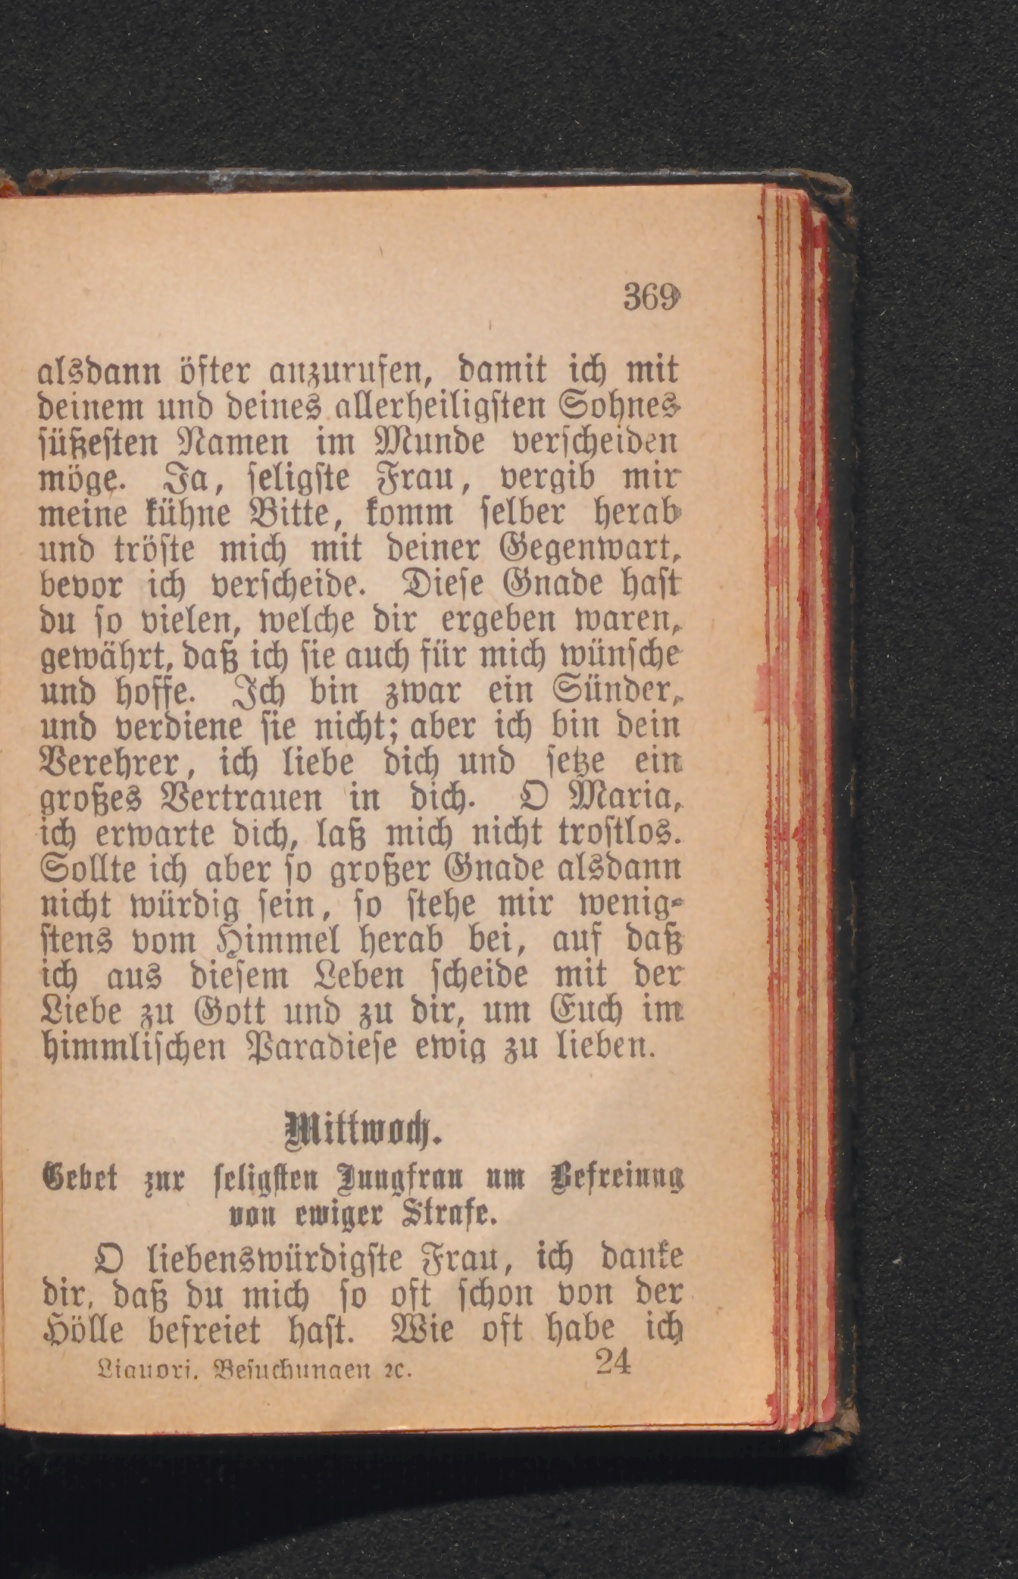 369
alsdann öfter anzurufen, damit ich mit
deinem und deines allerheiligsten Sohnes
süßesten Namen im Munde verscheiden
möge. Ja, seligste Frau, vergib mir
meine kühne Bitte, komm selber herab
und tröste mich mit deiner Gegenwart,
bevor ich verscheide. Diese Gnade hast
du so vielen, welche dir ergeben waren,
gewährt, daß ich sie auch für mich wünsche
und hoffe. Ich bin zwar ein Sünder,
und verdiene sie nicht; aber ich bin dein
Verehrer, ich liebe dich und setze ein
großes Vertrauen in dich. O Maria,
ich erwarte dich, laß mich nicht trostlos.
Sollte ich aber so großer Gnade alsdann
nicht würdig sein, so stehe mir wenig-
stens vom Himmel herab bei, auf daß
ich aus diesem Leben scheide mit der
Liebe zu Gott und zu dir, um Euch im
himmlischen Paradiese ewig zu lieben.
Mittwoch.
Gebet zur seligsten Jungfrau um Befreiung
von ewiger Strafe.
O liebenswürdigste Frau, ich danke
dir, daß du mich so oft schon von der
Hölle befreiet hast. Wie oft habe ich
Liguori, Besuchungen ꝛc. 24